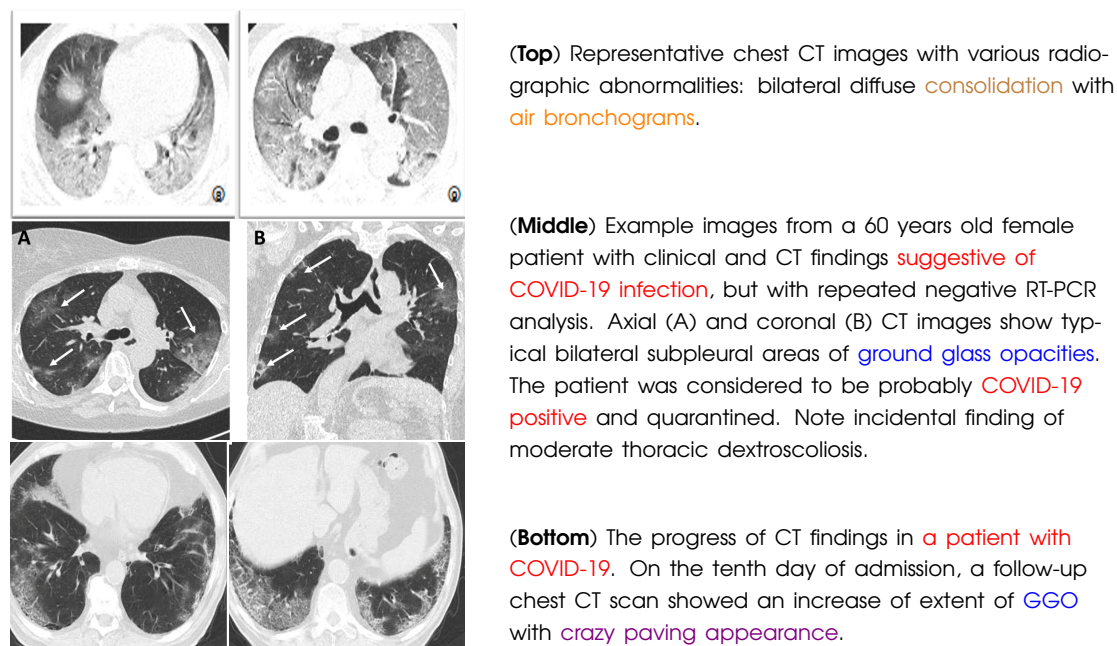 (Top) Representative chest CT images with various radio-
graphic abnormalities: bilateral diffuse consolidation with
air bronchograms.
A
B
(Middle) Example images from a 60 years old female
patient with clinical and CT findings suggestive of
COVID-19 infection, but with repeated negative RT-PCR
analysis. Axial (A) and coronal (B) CT images show typ-
ical bilateral subpleural areas of ground glass opacities.
The patient was considered to be probably COVID-19
positive and quarantined. Note incidental finding of
moderate thoracic dextroscoliosis.
(Bottom) The progress of CT findings in a patient with
COVID-19. On the tenth day of admission, a follow-up
chest CT scan showed an increase of extent of GGO
with crazy paving appearance.